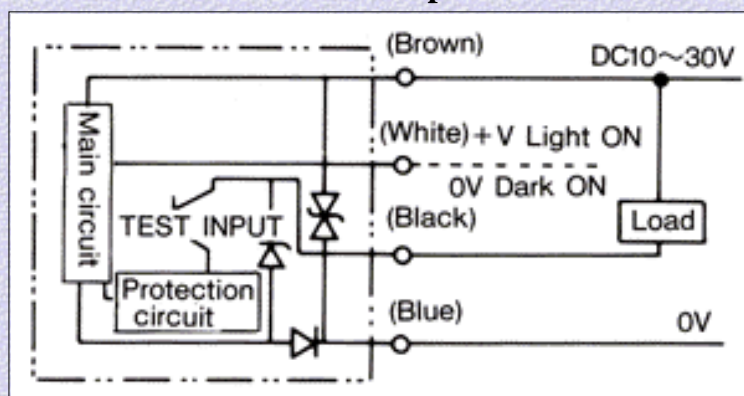 (Brown)
DC10～30V
(White) +V Light ON
0V Dark ON
Main circuit
TEST INPUT
(Black)
Load
Protection
circuit
(Blue)
0V